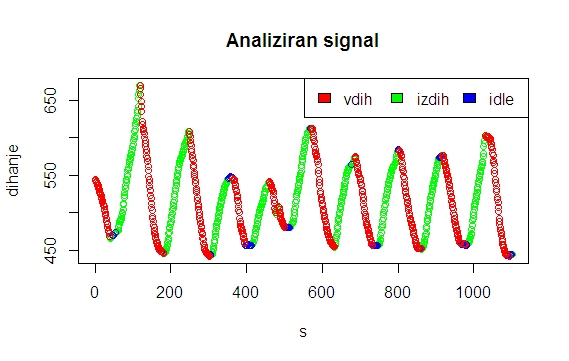 Analiziran signal
vdih izdih idle
dihanje
650
550
450
0 200 400 600 800 1000
s